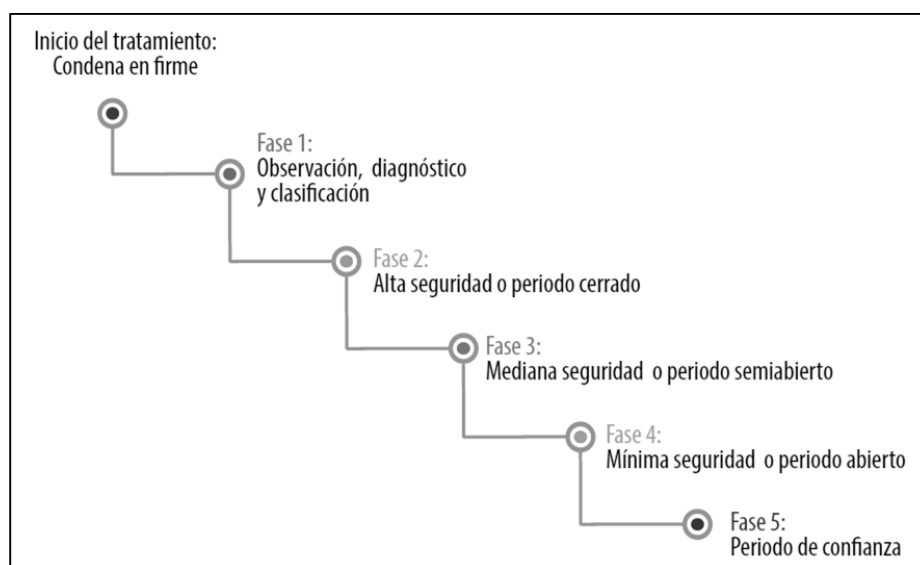 Inicio del tratamiento:
Condena en firme
Fase 1:
Observación, diagnóstico
y clasificación
Fase 2:
Alta seguridad o periodo cerrado
Fase 3:
Mediana seguridad o periodo semiabierto
Fase 4:
Mínima seguridad o periodo abierto
Fase 5:
Periodo de confianza